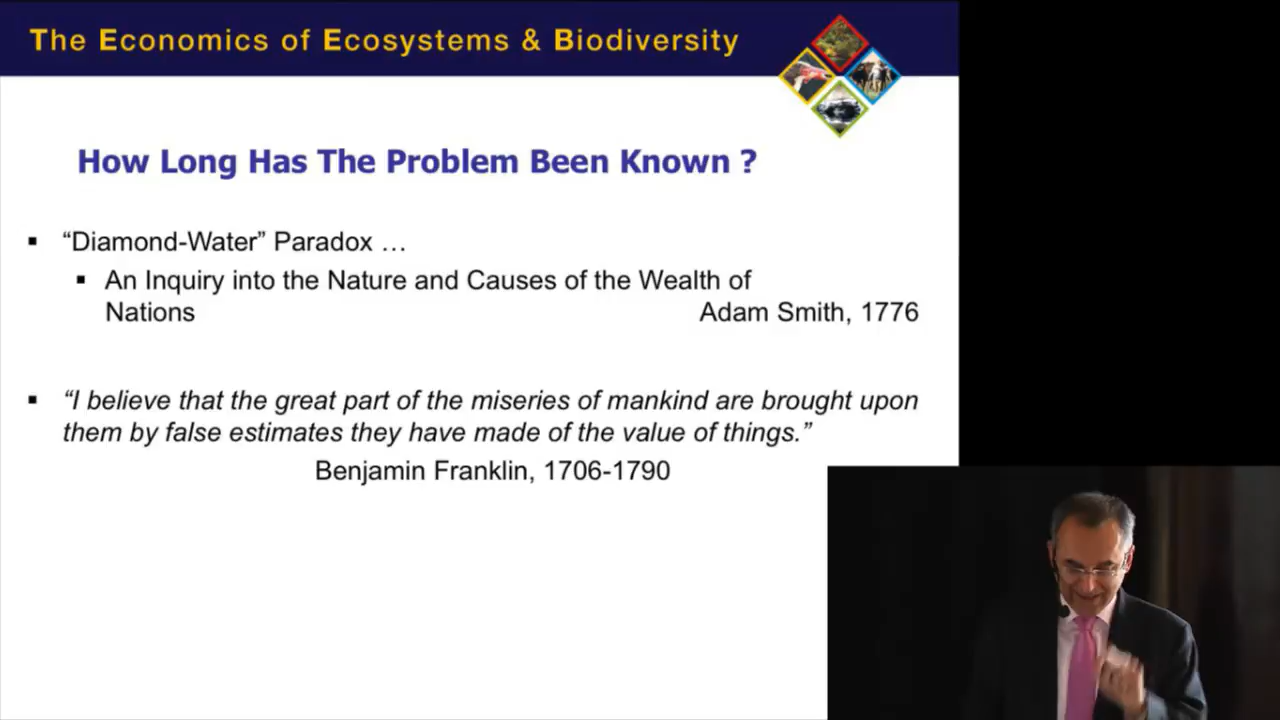 The Economics of Ecosystems & Biodiversity
How Long Has The Problem Been Known ?
▪ “Diamond-Water” Paradox …
▪ An Inquiry into the Nature and Causes of the Wealth of
Nations Adam Smith, 1776
▪ “I believe that the great part of the miseries of mankind are brought upon
them by false estimates they have made of the value of things.”
Benjamin Franklin, 1706-1790